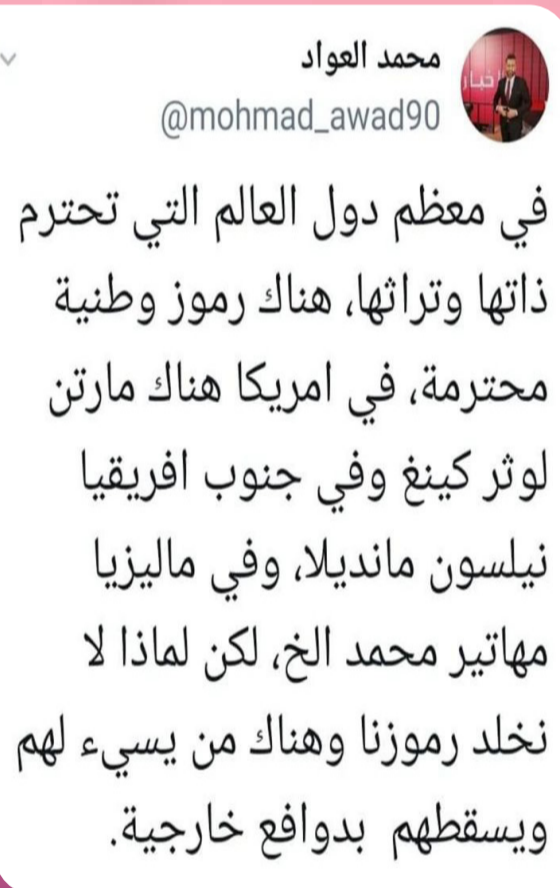 محمد العواد
@mohmad_awad90
في معظم دول العالم التي تحترم
ذاتها وتراثها، هناك رموز وطنية
محترمة، في امريكا هناك مارتن
لوثر كينغ وفي جنوب افريقيا
نيلسون مانديلا، وفي ماليزيا
مهاتير محمد الخ، لكن لماذا لا
نخلد رموزنا وهناك من يسيء لهم
ويسقطهم بدوافع خارجية.